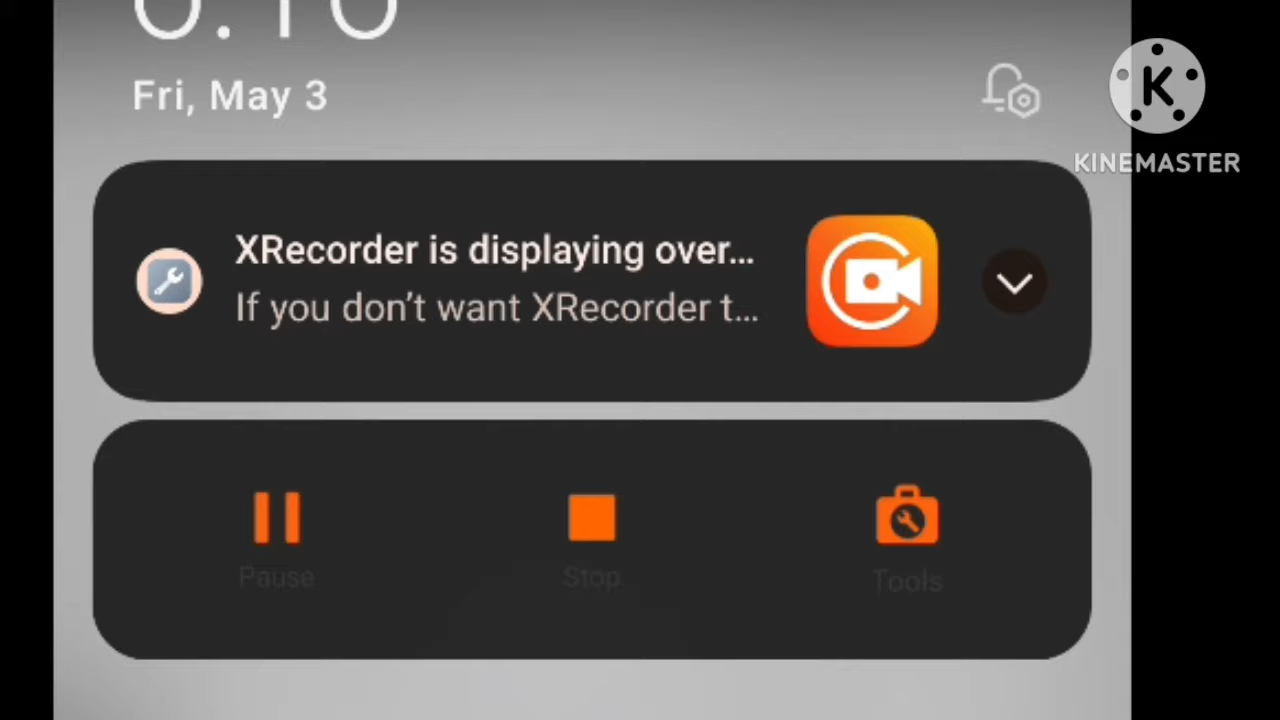 Fri, May 3
KINEMASTER
XRecorder is displaying over...
If you don't want XRecorder t...
Pause
Stop
Tools